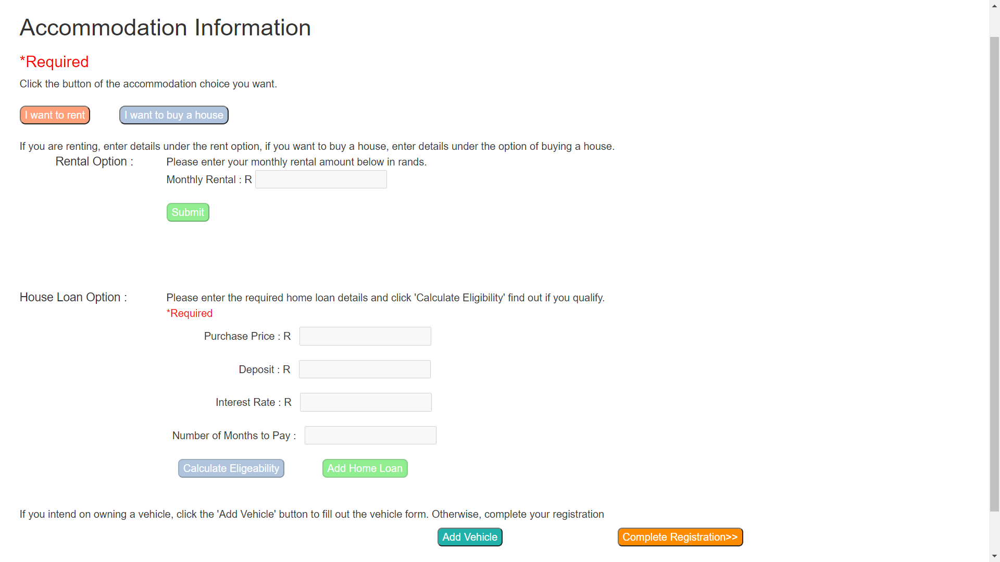 Accommodation Information
*Required
Click the button of the accommodation choice you want.
I want to rent
I want to buy a house
If you are renting, enter details under the rent option, if you want to buy a house, enter details under the option of buying a house.
Rental Option :
Please enter your monthly rental amount below in rands.
Monthly Rental : R
Submit
House Loan Option :
Please enter the required home loan details and click 'Calculate Eligibility' find out if you qualify.
*Required
Purchase Price : R
Deposit : R
Interest Rate : R
Number of Months to Pay :
Calculate Eligeability
Add Home Loan
If you intend on owning a vehicle, click the 'Add Vehicle' button to fill out the vehicle form. Otherwise, complete your registration
Add Vehicle
Complete Registration>>